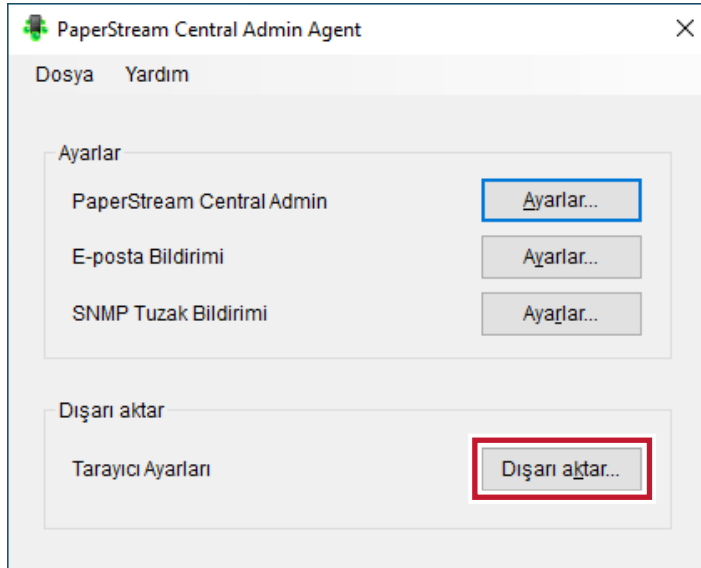 PaperStream Central Admin Agent
Dosya Yardım
Ayarlar
PaperStream Central Admin Ayarlar...
E-posta Bildirimi Ayarlar...
SNMP Tuzak Bildirimi Ayarlar...
Dışarı aktar
Tarayıcı Ayarları Dışarı aktar...